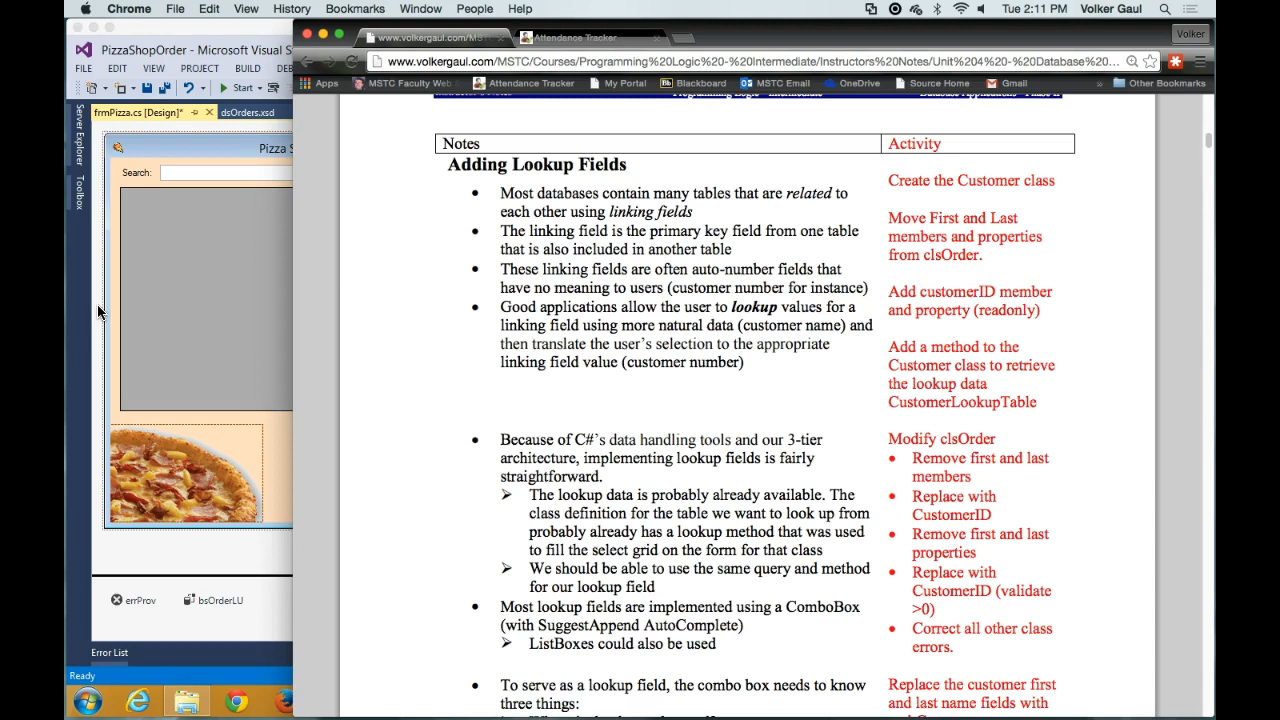 Chrome File Edit View History Bookmarks Window People Help Tue 2:11 PM Volker Gaul
PizzaShopOrder - Microsoft Visual St
FILE EDIT VIEW PROJECT BUILD DE
Start
frmPizza.cs [Design]* dsOrders.xsd
Server Explorer
Toolbox
Pizza S
Search:
errProv bsOrderLU
Error List
Ready
www.volkergaul.com/MST Attendance Tracker Volker
www.volkergaul.com/MSTC/Courses/Programming%20Logic%20-%20Intermediate/Instructors%20Notes/Unit%204%20-%20Database%20...
Apps MSTC Faculty Web Attendance Tracker My Portal Blackboard MSTC Email OneDrive Source Home Gmail » Other Bookmarks
Notes Activity
Adding Lookup Fields
• Most databases contain many tables that are related to
each other using linking fields
• The linking field is the primary key field from one table
that is also included in another table
• These linking fields are often auto-number fields that
have no meaning to users (customer number for instance)
• Good applications allow the user to lookup values for a
linking field using more natural data (customer name) and
then translate the user's selection to the appropriate
linking field value (customer number)
• Because of C#'s data handling tools and our 3-tier
architecture, implementing lookup fields is fairly
straightforward.
➢ The lookup data is probably already available. The
class definition for the table we want to look up from
probably already has a lookup method that was used
to fill the select grid on the form for that class
➢ We should be able to use the same query and method
for our lookup field
• Most lookup fields are implemented using a ComboBox
(with SuggestAppend AutoComplete)
➢ ListBoxes could also be used
• To serve as a lookup field, the combo box needs to know
three things:
Create the Customer class
Move First and Last
members and properties
from clsOrder.
Add customerID member
and property (readonly)
Add a method to the
Customer class to retrieve
the lookup data
CustomerLookupTable
Modify clsOrder
• Remove first and last
members
• Replace with
CustomerID
• Remove first and last
properties
• Replace with
CustomerID (validate
>0)
• Correct all other class
errors.
Replace the customer first
and last name fields with